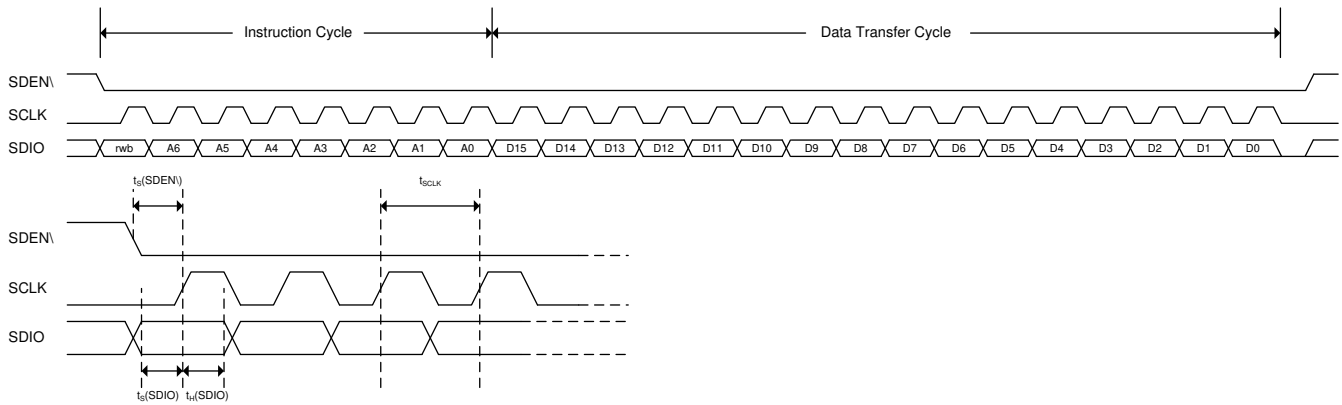 Instruction Cycle Data Transfer Cycle
SDEN\
SCLK
SDIO rwb A6 A5 A4 A3 A2 A1 A0 D15 D14 D13 D12 D11 D10 D9 D8 D7 D6 D5 D4 D3 D2 D1 D0
tS(SDEN\) tSCLK
SDEN\
SCLK
SDIO
tS(SDIO) tH(SDIO)